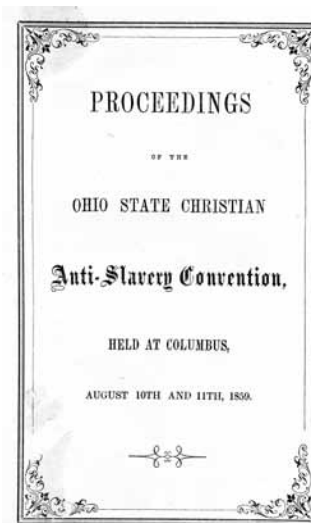 PROCEEDINGS
OF THE
OHIO STATE CHRISTIAN
Anti-Slavery Convention,
HELD AT COLUMBUS,
AUGUST 10TH AND 11TH, 1859.